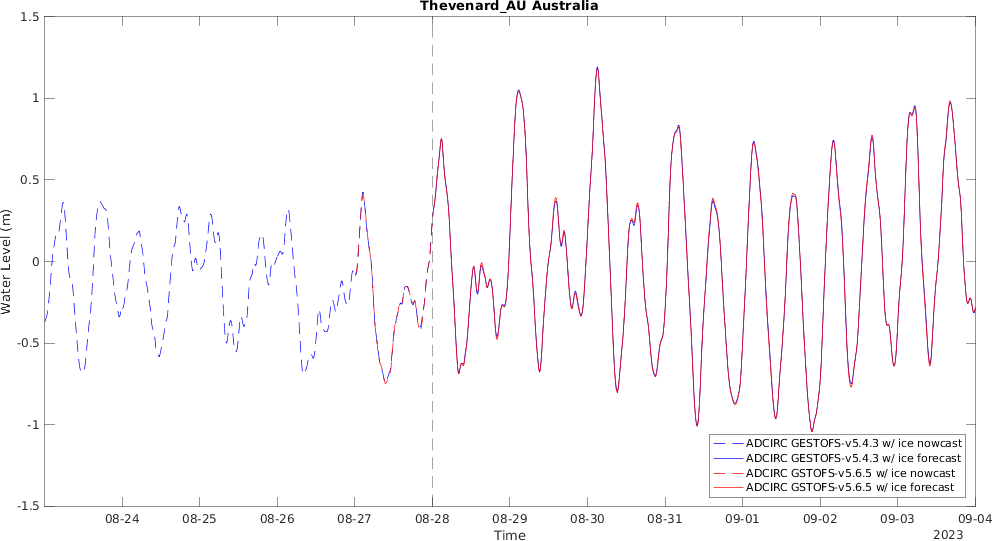 Thevenard_AU Australia
Water Level (m)
1.5
1
0.5
0
-0.5
-1
-1.5
ADCIRC GESTOFS-v5.4.3 w/ ice nowcast
ADCIRC GESTOFS-v5.4.3 w/ ice forecast
ADCIRC GSTOFS-v5.6.5 w/ ice nowcast
ADCIRC GSTOFS-v5.6.5 w/ ice forecast
08-24 08-25 08-26 08-27 08-28 08-29 08-30 08-31 09-01 09-02 09-03 09-04
Time
2023